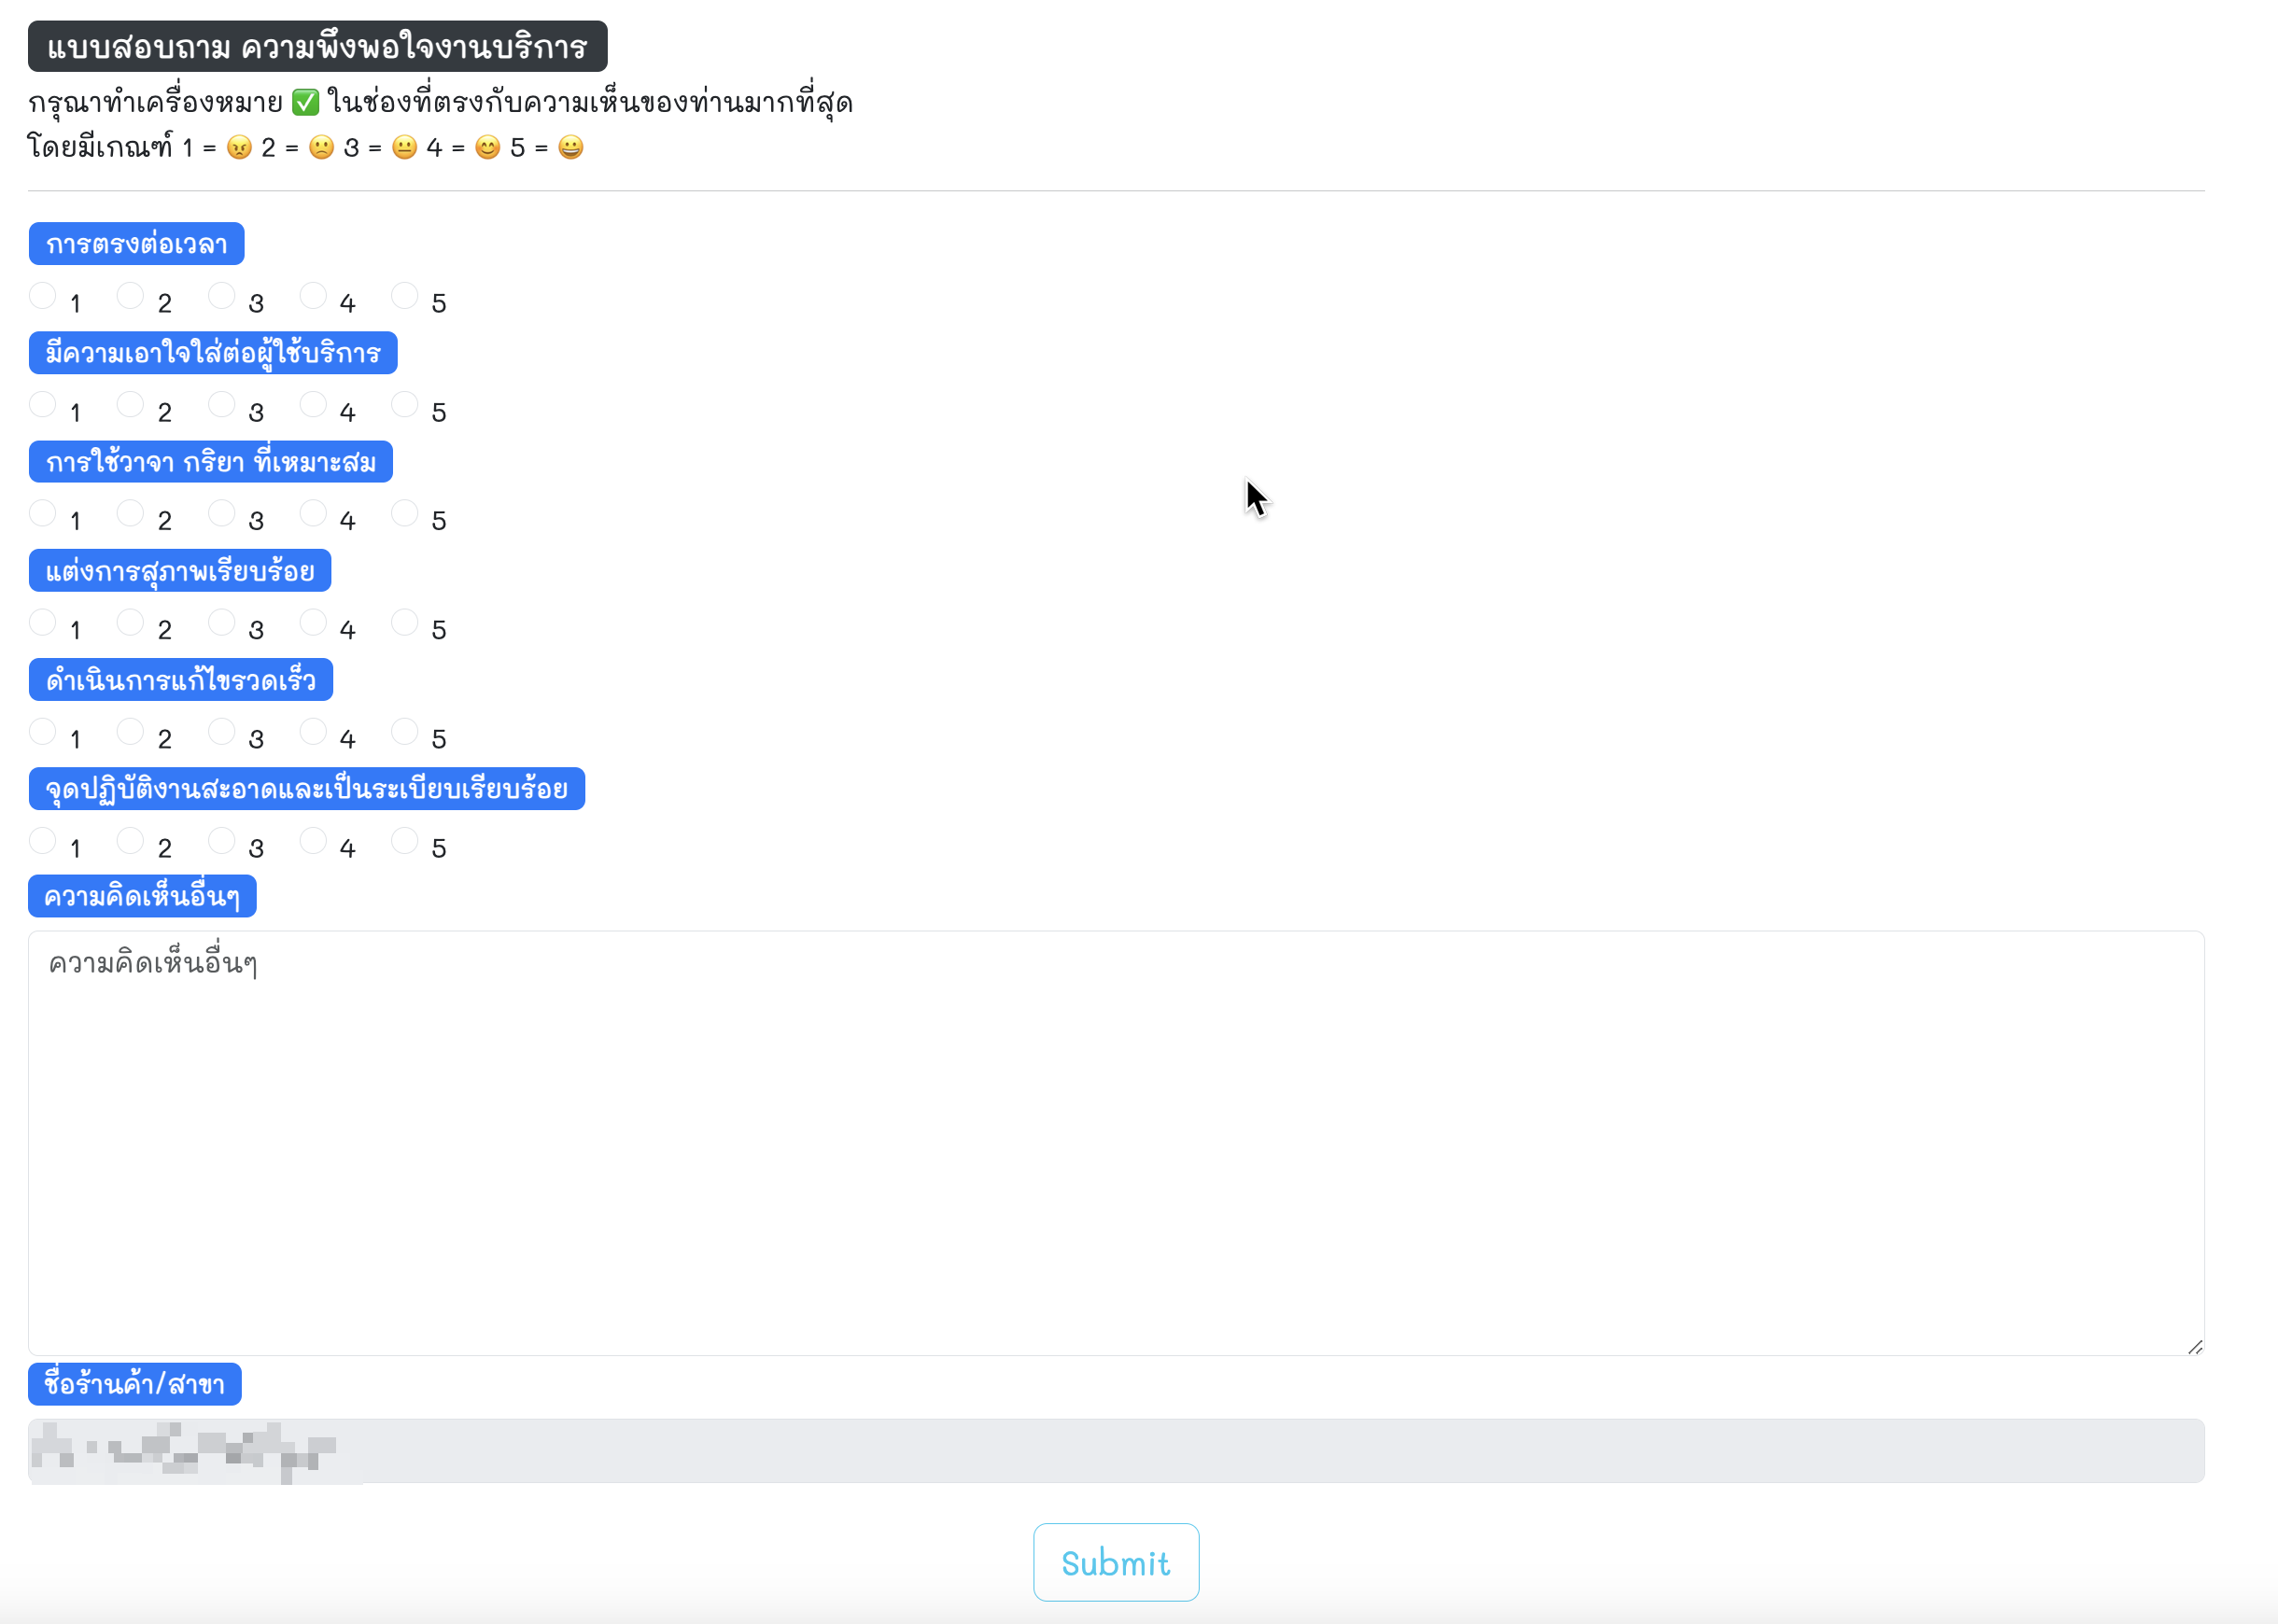 แบบสอบถาม ความพึงพอใจงานบริการ
กรุณาทำเครื่องหมาย ✅ ในช่องที่ตรงกับความเห็นของท่านมากที่สุด
โดยมีเกณฑ์ 1 = 😠 2 = 🙁 3 = 😐 4 = 😊 5 = 😀
การตรงต่อเวลา
1 2 3 4 5
มีความเอาใจใส่ต่อผู้ใช้บริการ
1 2 3 4 5
การใช้วาจา กริยา ที่เหมาะสม
1 2 3 4 5
แต่งการสุภาพเรียบร้อย
1 2 3 4 5
ดำเนินการแก้ไขรวดเร็ว
1 2 3 4 5
จุดปฏิบัติงานสะอาดและเป็นระเบียบเรียบร้อย
1 2 3 4 5
ความคิดเห็นอื่นๆ
ความคิดเห็นอื่นๆ
ชื่อร้านค้า/สาขา
Submit